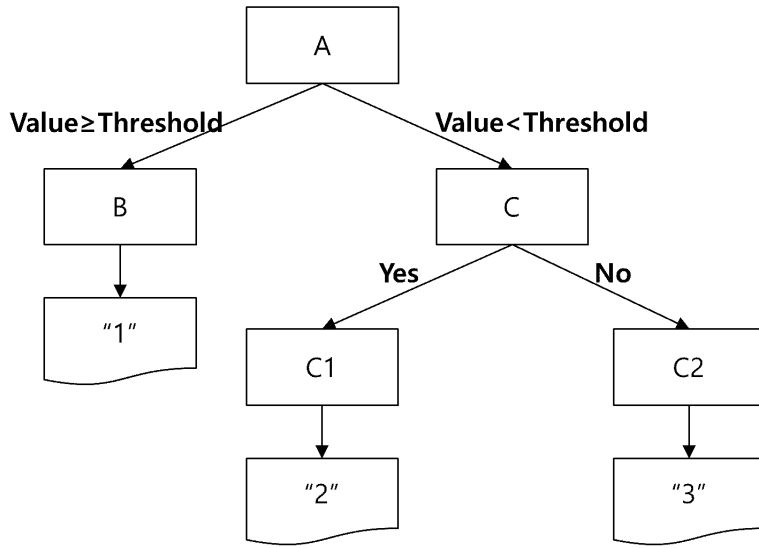 A
Value≥Threshold
Value<Threshold
B
C
Yes
No
“1”
C1
C2
“2”
“3”